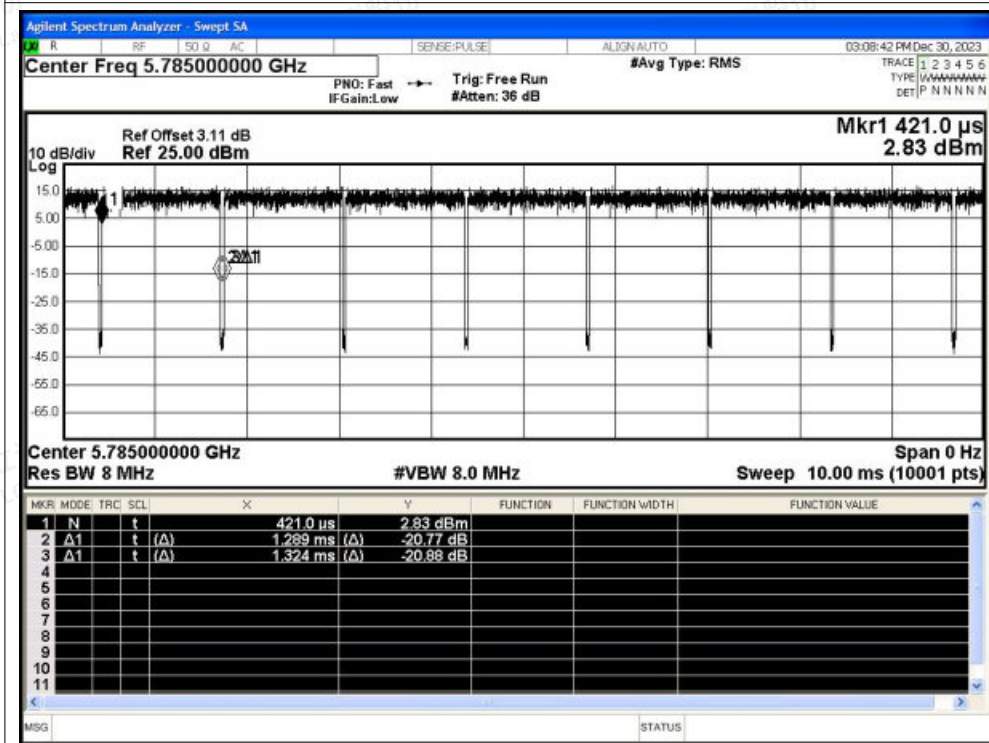 Agilent Spectrum Analyzer - Swept SA
R RF 50 Ω AC SENSE:PULSE ALIGN AUTO 03:08:42 PM Dec 30, 2023
Center Freq 5.785000000 GHz #Avg Type: RMS TRACE 1 2 3 4 5 6
PNO: Fast Trig: Free Run TYPE
IFGain:Low #Atten: 36 dB DET P N N N N N
Mkr1 421.0 µs
2.83 dBm
Ref Offset 3.11 dB
10 dB/div Ref 25.00 dBm
Log
15.0
1
5.00
-5.00
-15.0
-25.0
-35.0
-45.0
-55.0
-65.0
Center 5.785000000 GHz Span 0 Hz
Res BW 8 MHz #VBW 8.0 MHz Sweep 10.00 ms (10001 pts)
MKR MODE TRC SCL X Y FUNCTION FUNCTION WIDTH FUNCTION VALUE
1 N t 421.0 µs 2.83 dBm
2 Δ1 t (Δ) 1.289 ms (Δ) -20.77 dB
3 Δ1 t (Δ) 1.324 ms (Δ) -20.88 dB
4
5
6
7
8
9
10
11
MSG STATUS